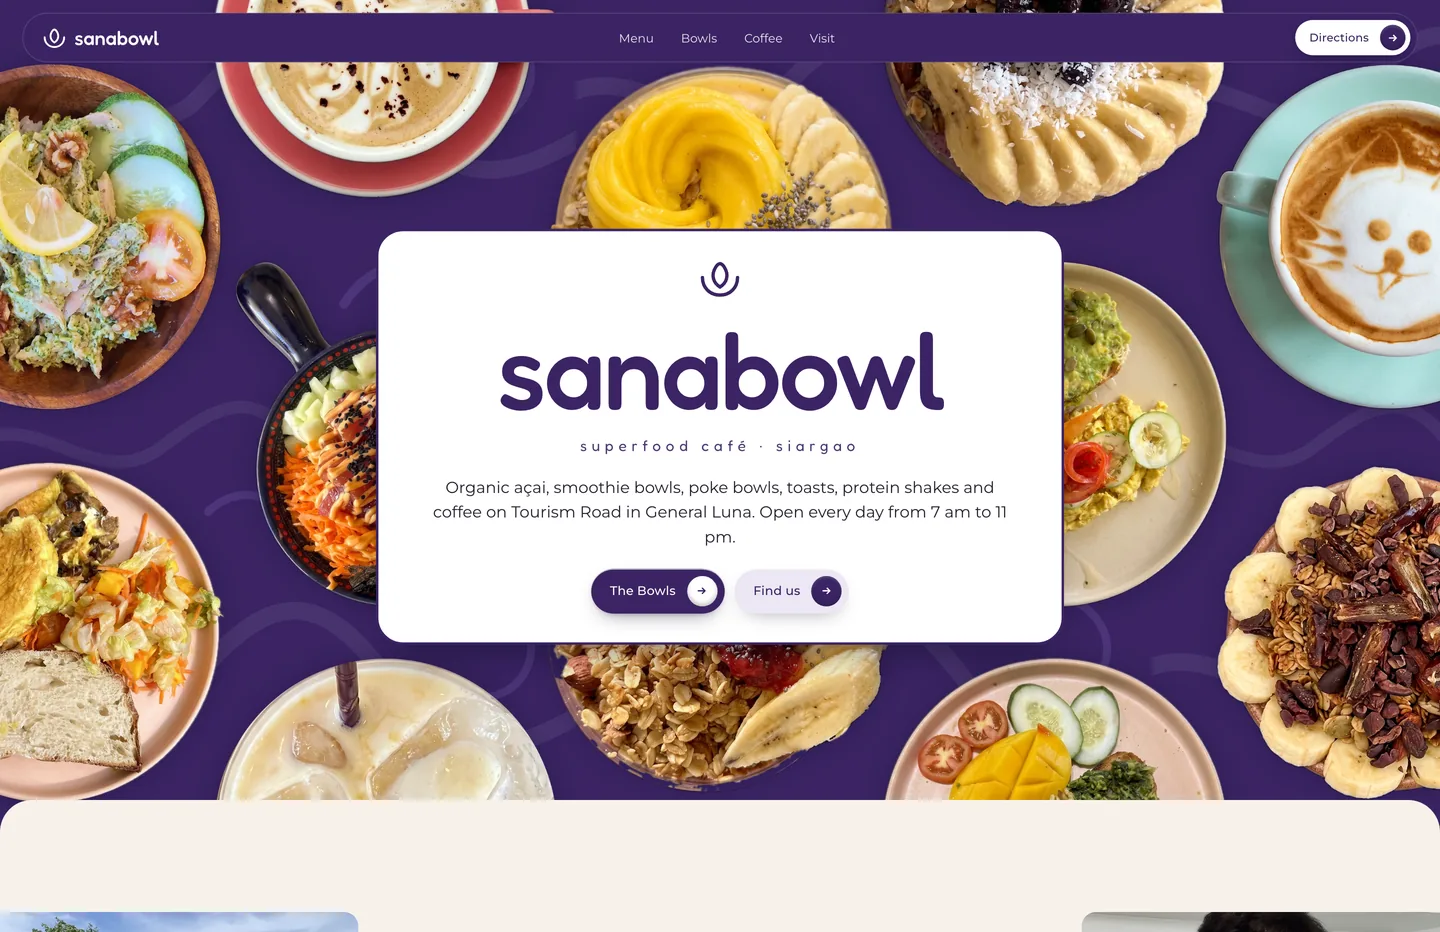 sanabowl
Menu
Bowls
Coffee
Visit
Directions
sanabowl
superfood café · siargao
Organic açai, smoothie bowls, poke bowls, toasts, protein shakes and
coffee on Tourism Road in General Luna. Open every day from 7 am to 11
pm.
The Bowls
Find us